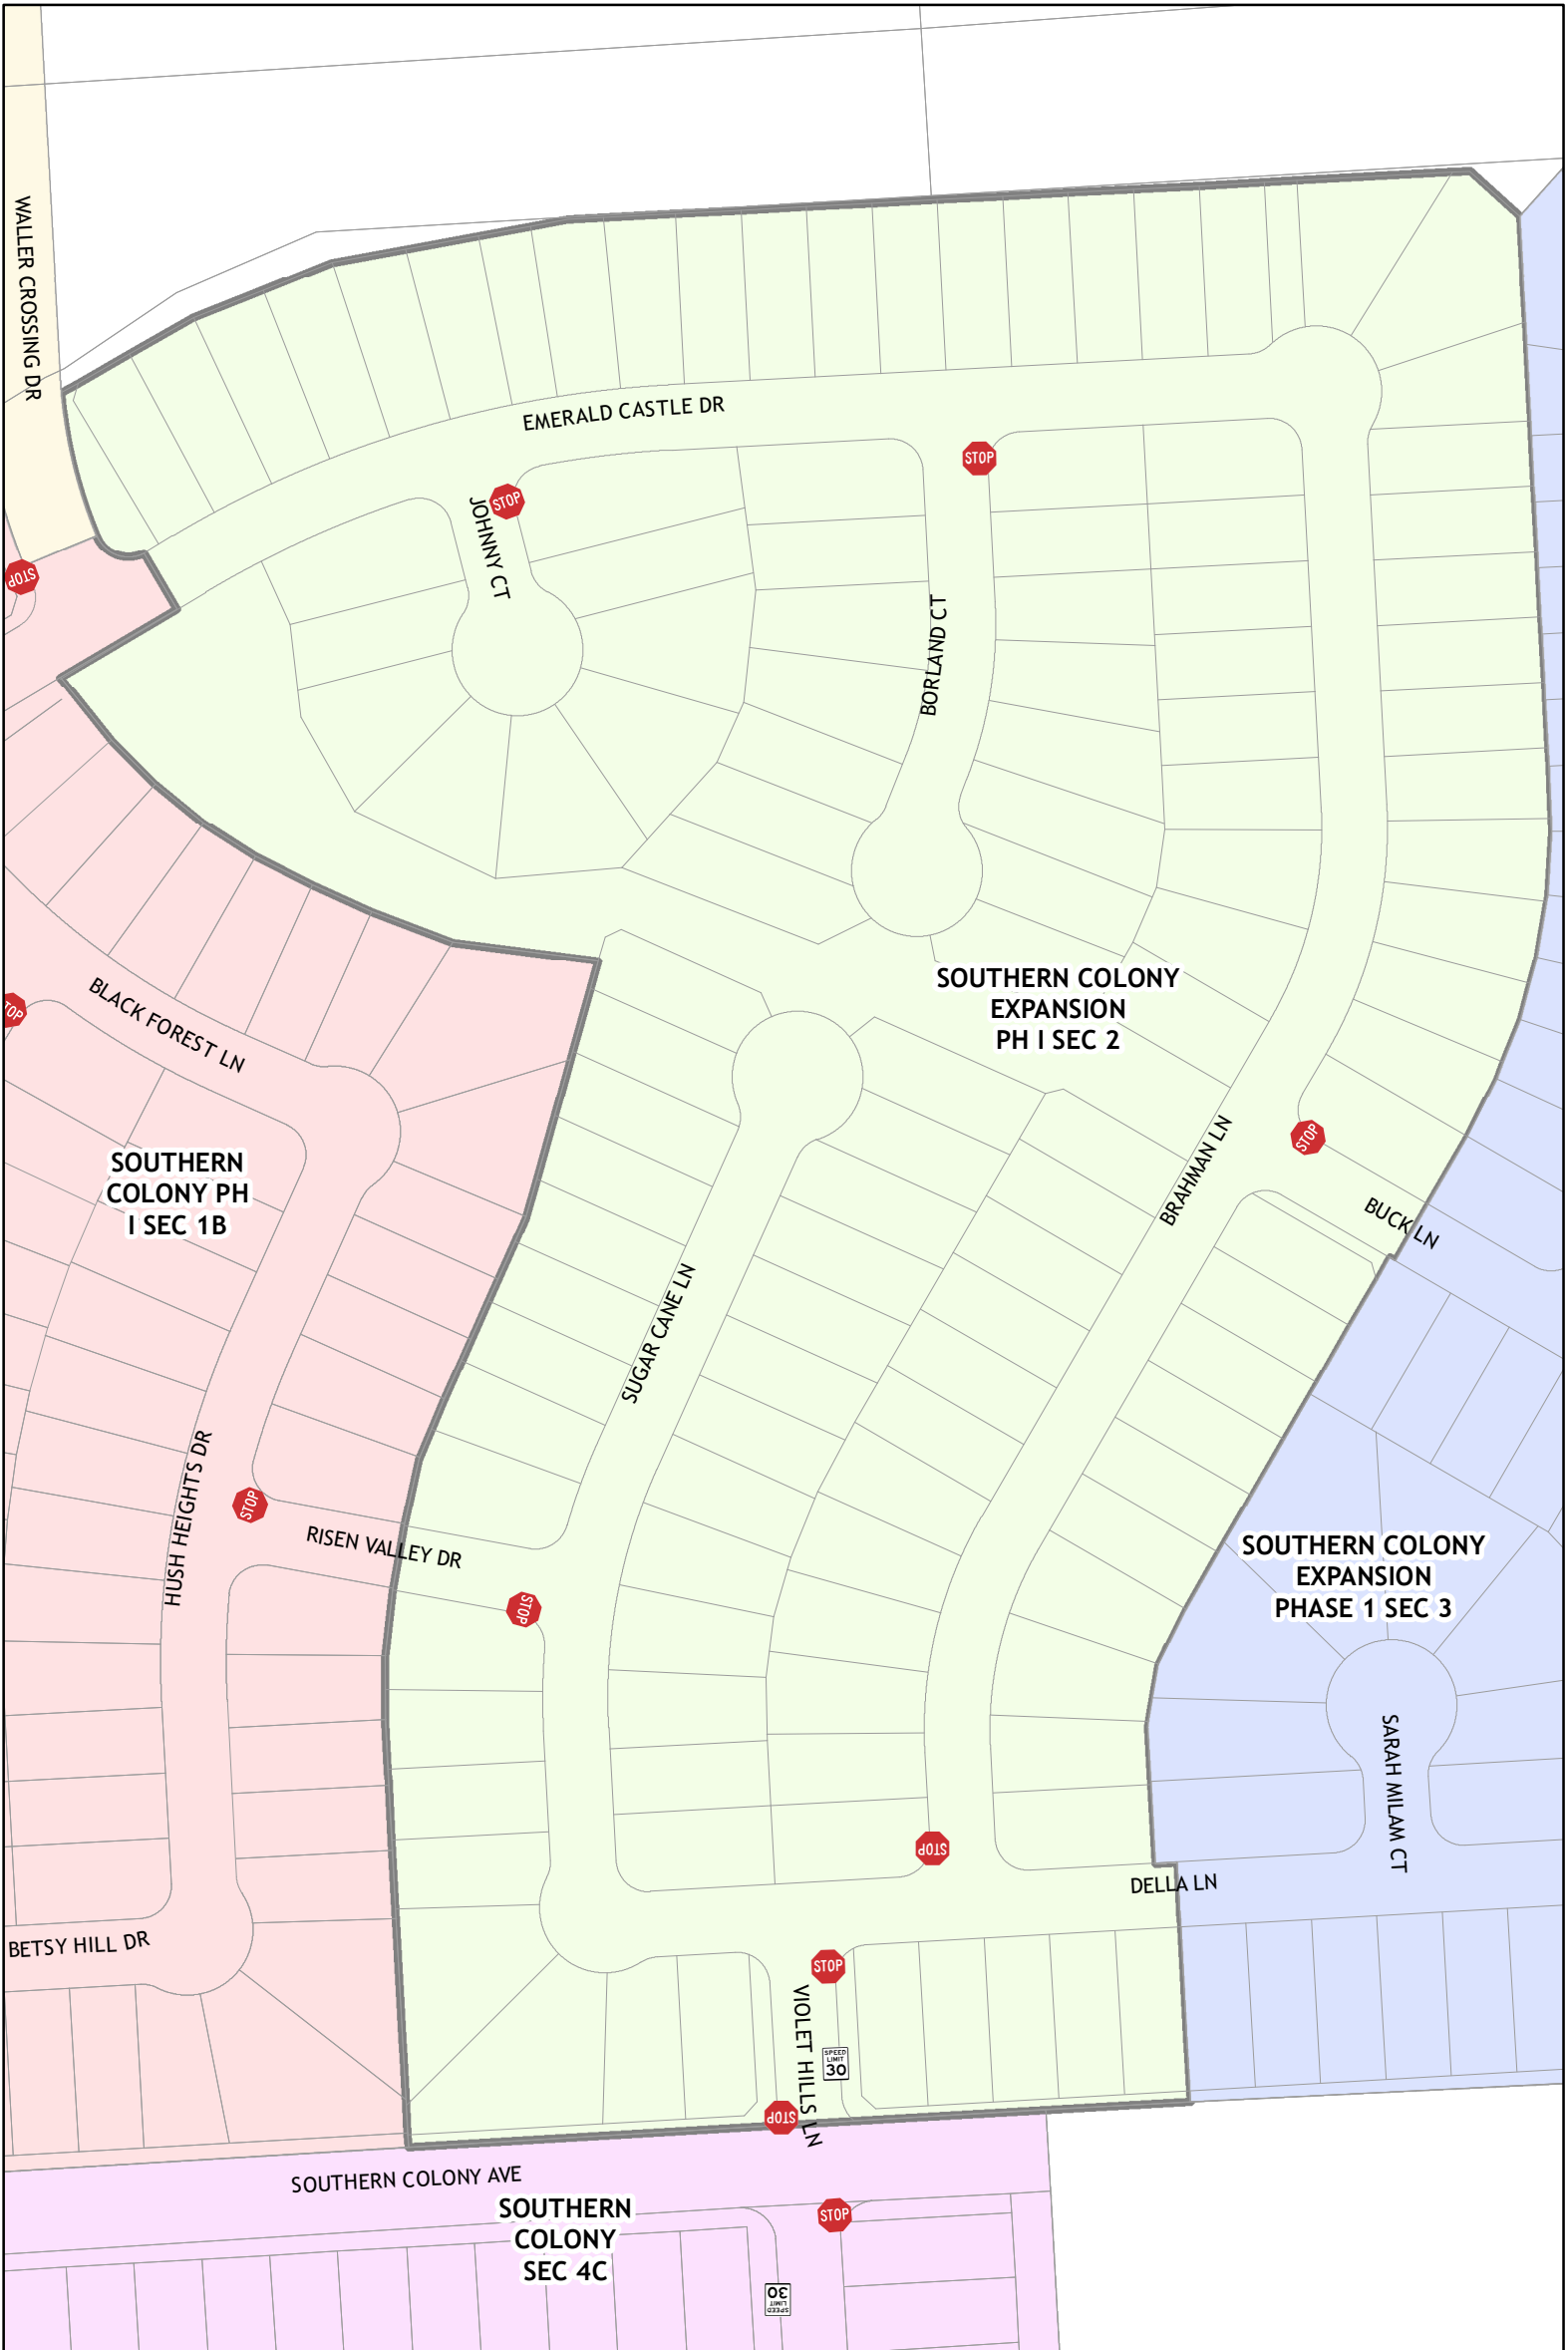 WALLER CROSSING DR
EMERALD CASTLE DR
STOP
STOP
JOHNNY CT
STOP
BORLAND CT
SOUTHERN COLONY
EXPANSION
PH I SEC 2
BLACK FOREST LN
STOP
SOUTHERN
COLONY PH
I SEC 1B
BRAHMAN LN
STOP
BUCK LN
SUGAR CANE LN
HUSH HEIGHTS DR
STOP
RISEN VALLEY DR
STOP
SOUTHERN COLONY
EXPANSION
PHASE 1 SEC 3
SARAH MILAM CT
STOP
DELLA LN
BETSY HILL DR
STOP
VIOLET HILLS LN
SPEED
LIMIT
30
STOP
SOUTHERN COLONY AVE
SOUTHERN
COLONY
SEC 4C
STOP
SPEED
LIMIT
30